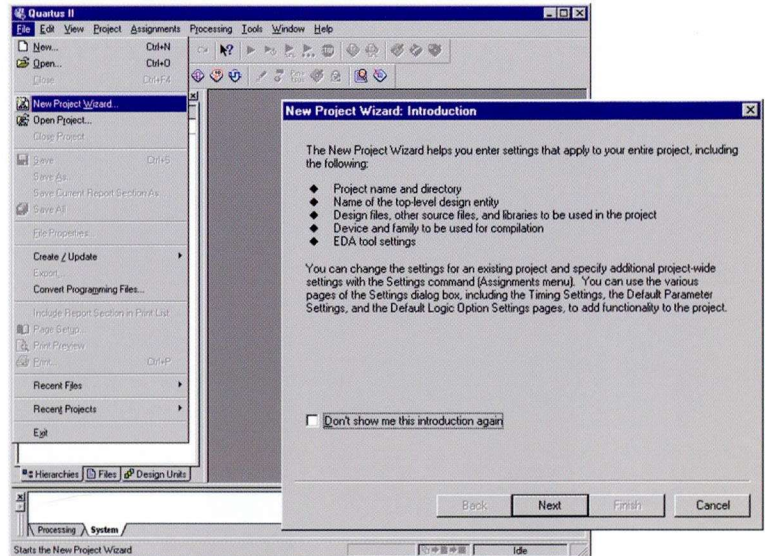 Quartus II
File Edit View Project Assignments Processing Tools Window Help
New... Ctrl+N
Open... Ctrl+O
Close Ctrl+F4
New Project Wizard...
Open Project...
Close Project
Save Ctrl+S
Save As...
Save Current Report Section As...
Save All
File Properties...
Create / Update
Export...
Convert Programming Files...
Include Report Section in Print List
Page Setup...
Print Preview
Print... Ctrl+P
Recent Files
Recent Projects
Exit
Hierarchies Files Design Units
Processing System
Starts the New Project Wizard
Idle
New Project Wizard: Introduction
The New Project Wizard helps you enter settings that apply to your entire project, including
the following:
◆ Project name and directory
◆ Name of the top-level design entity
◆ Design files, other source files, and libraries to be used in the project
◆ Device and family to be used for compilation
◆ EDA tool settings
You can change the settings for an existing project and specify additional project-wide
settings with the Settings command (Assignments menu). You can use the various
pages of the Settings dialog box, including the Timing Settings, the Default Parameter
Settings, and the Default Logic Option Settings pages, to add functionality to the project.
Don't show me this introduction again
Back Next Finish Cancel